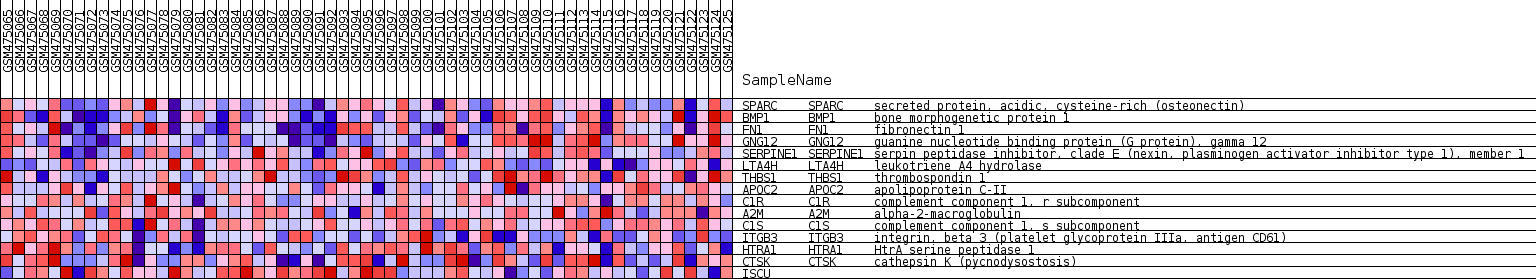 GSM475065 GSM475066 GSM475067 GSM475068 GSM475069 GSM475070 GSM475071 GSM475072 GSM475073 GSM475074 GSM475075 GSM475076 GSM475077 GSM475078 GSM475079 GSM475080 GSM475081 GSM475082 GSM475083 GSM475084 GSM475085 GSM475086 GSM475087 GSM475088 GSM475089 GSM475090 GSM475091 GSM475092 GSM475093 GSM475094 GSM475095 GSM475096 GSM475097 GSM475098 GSM475099 GSM475100 GSM475101 GSM475102 GSM475103 GSM475104 GSM475105 GSM475106 GSM475107 GSM475108 GSM475109 GSM475110 GSM475111 GSM475112 GSM475113 GSM475114 GSM475115 GSM475116 GSM475117 GSM475118 GSM475119 GSM475120 GSM475121 GSM475122 GSM475123 GSM475124 GSM475125
SampleName
SPARC SPARC secreted protein, acidic, cysteine-rich (osteonectin)
BMP1 BMP1 bone morphogenetic protein 1
FN1 FN1 fibronectin 1
GNG12 GNG12 guanine nucleotide binding protein (G protein), gamma 12
SERPINE1 SERPINE1 serpin peptidase inhibitor, clade E (nexin, plasminogen activator inhibitor type 1), member 1
LTA4H LTA4H leukotriene A4 hydrolase
THBS1 THBS1 thrombospondin 1
APOC2 APOC2 apolipoprotein C-II
C1R C1R complement component 1, r subcomponent
A2M A2M alpha-2-macroglobulin
C1S C1S complement component 1, s subcomponent
ITGB3 ITGB3 integrin, beta 3 (platelet glycoprotein IIIa, antigen CD61)
HTRA1 HTRA1 HtrA serine peptidase 1
CTSK CTSK cathepsin K (pycnodysostosis)
ISCU